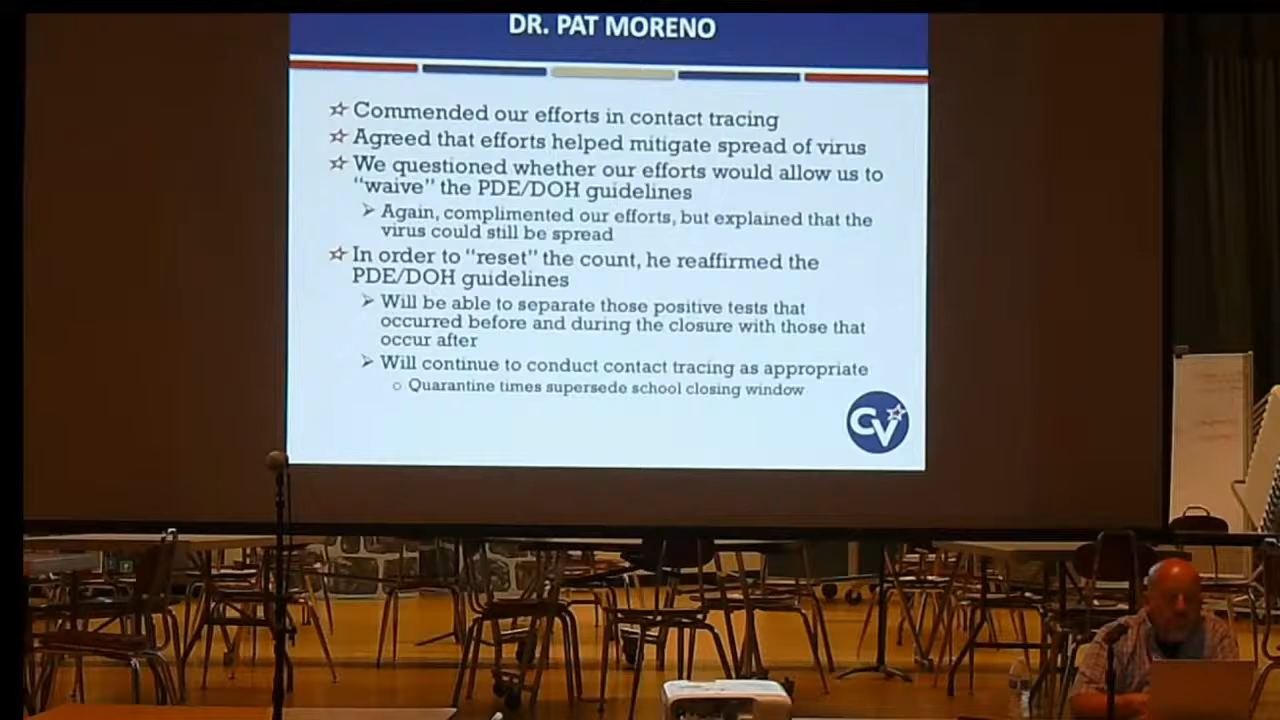 DR. PAT MORENO
Commended our efforts in contact tracing
Agreed that efforts helped mitigate spread of virus
We questioned whether our efforts would allow us to
"waive" the PDE/DOH guidelines
Again, complimented our efforts, but explained that the
virus could still be spread
In order to "reset" the count, he reaffirmed the
PDE/DOH guidelines
Will be able to separate those positive tests that
occurred before and during the closure with those that
occur after
Will continue to conduct contact tracing as appropriate
Quarantine times supersede school closing window
CV